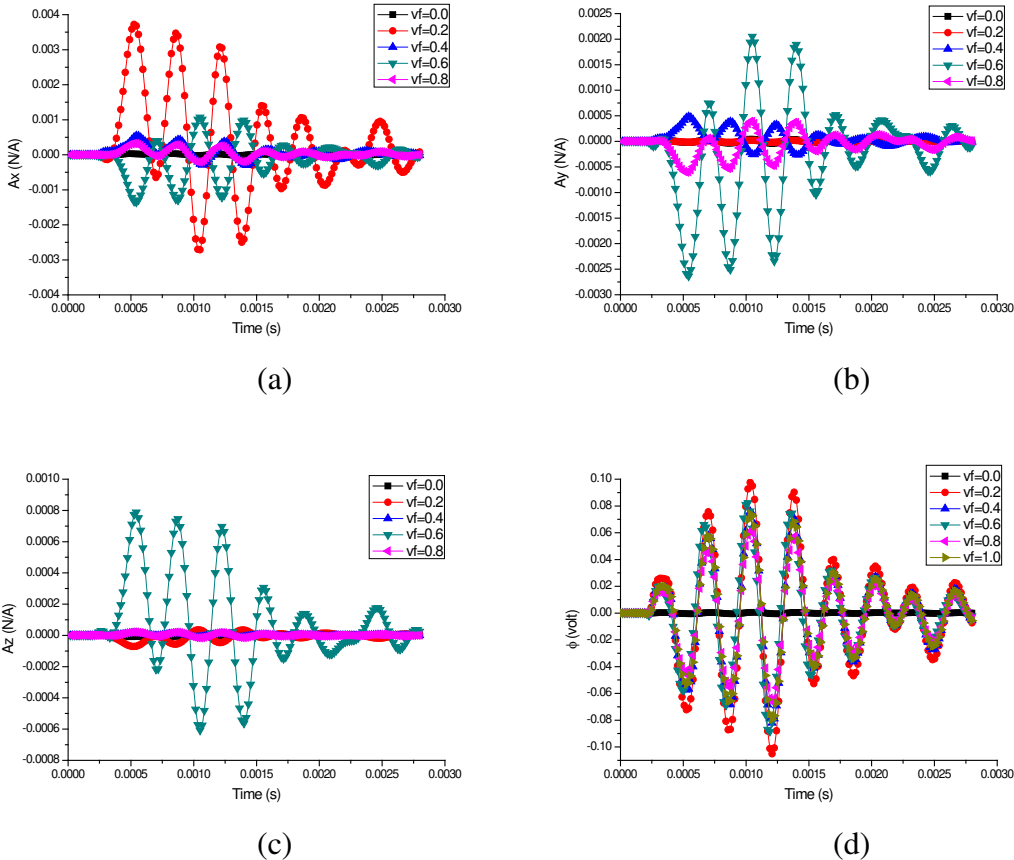 0.004
0.003
0.002
0.001
0.000
-0.001
-0.002
-0.003
-0.004
Ax (N/A)
0.0000 0.0005 0.0010 0.0015 0.0020 0.0025 0.0030
Time (s)
vf=0.0
vf=0.2
vf=0.4
vf=0.6
vf=0.8
(a)
0.0025
0.0020
0.0015
0.0010
0.0005
0.0000
-0.0005
-0.0010
-0.0015
-0.0020
-0.0025
-0.0030
Ay (N/A)
0.0000 0.0005 0.0010 0.0015 0.0020 0.0025 0.0030
Time (s)
vf=0.0
vf=0.2
vf=0.4
vf=0.6
vf=0.8
(b)
0.0010
0.0008
0.0006
0.0004
0.0002
0.0000
-0.0002
-0.0004
-0.0006
-0.0008
Az (N/A)
0.0000 0.0005 0.0010 0.0015 0.0020 0.0025 0.0030
Time (s)
vf=0.0
vf=0.2
vf=0.4
vf=0.6
vf=0.8
(c)
0.10
0.08
0.06
0.04
0.02
0.00
-0.02
-0.04
-0.06
-0.08
-0.10
ϕ (volt)
0.0000 0.0005 0.0010 0.0015 0.0020 0.0025 0.0030
Time (s)
vf=0.0
vf=0.2
vf=0.4
vf=0.6
vf=0.8
vf=1.0
(d)